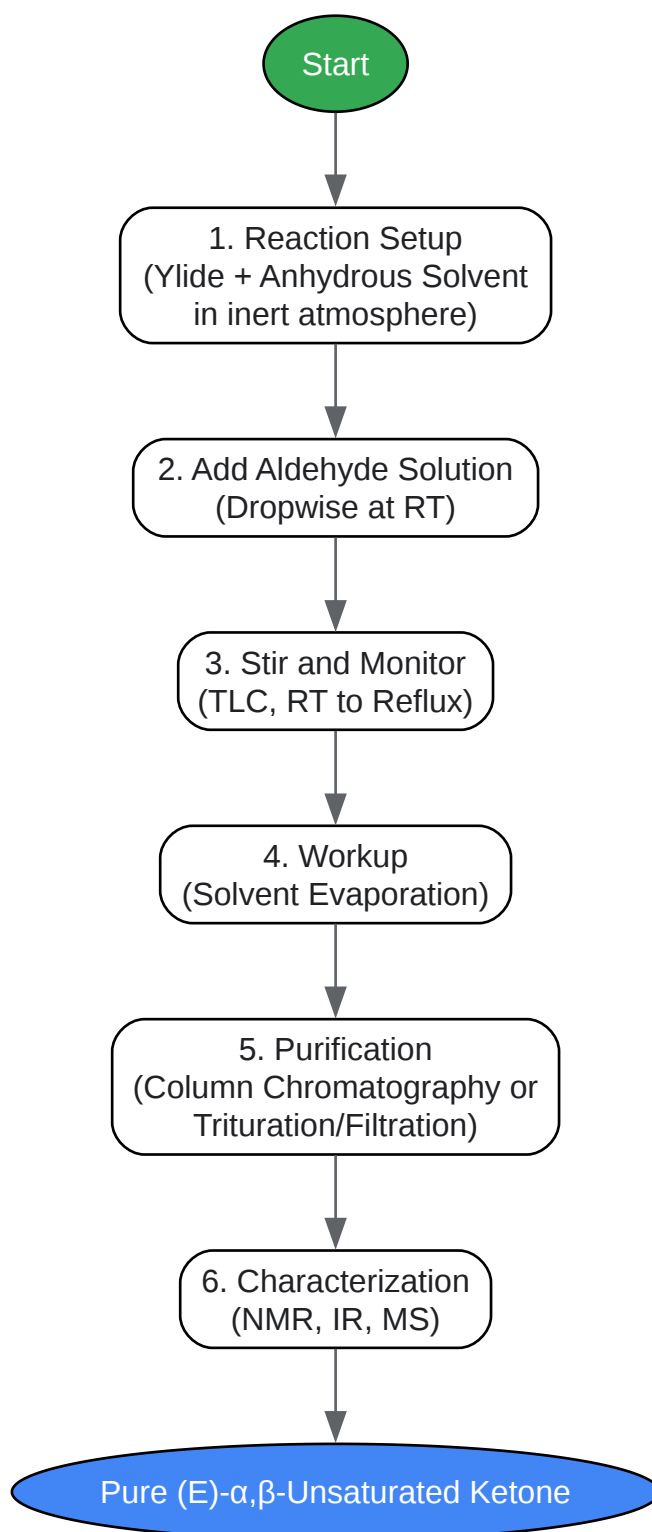 Start
1. Reaction Setup
(Ylide + Anhydrous Solvent
in inert atmosphere)
2. Add Aldehyde Solution
(Dropwise at RT)
3. Stir and Monitor
(TLC, RT to Reflux)
4. Workup
(Solvent Evaporation)
5. Purification
(Column Chromatography or
Trituration/Filtration)
6. Characterization
(NMR, IR, MS)
Pure (E)-α,β-Unsaturated Ketone